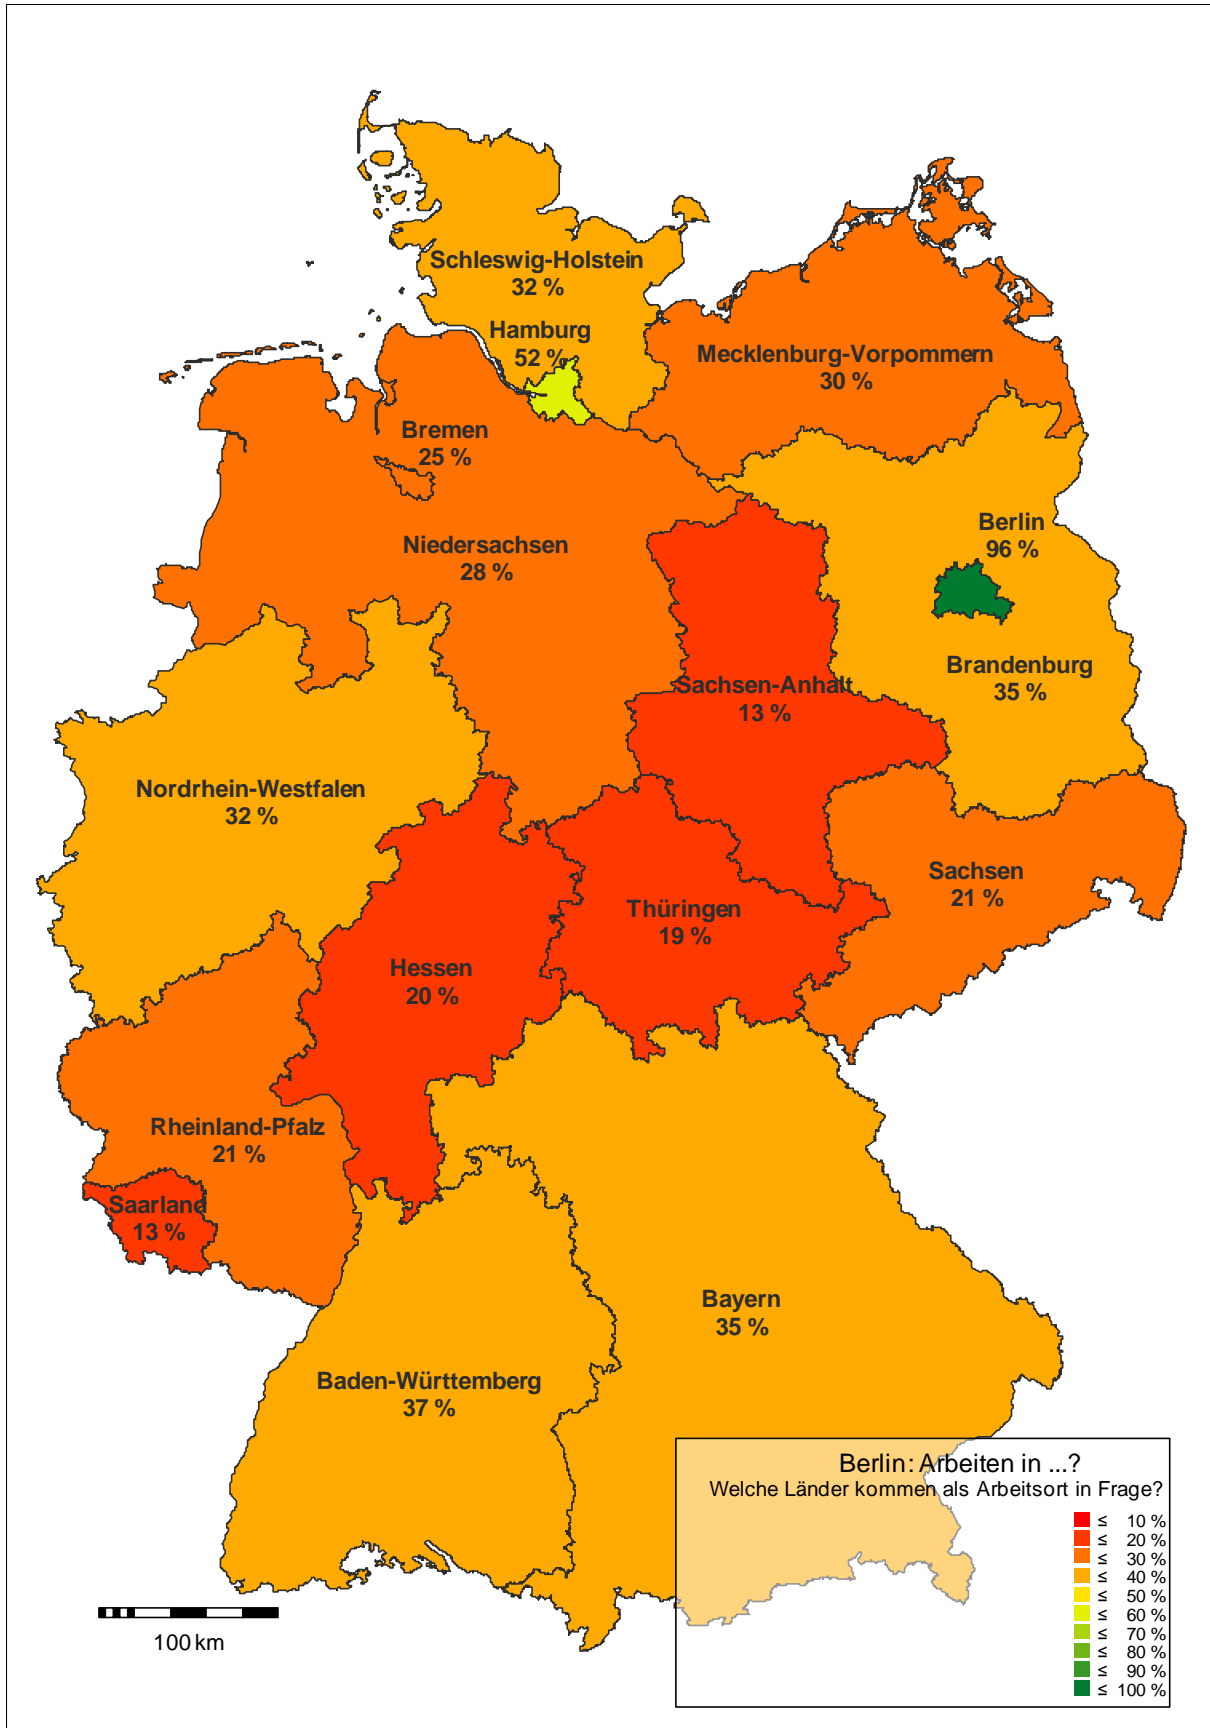 Schleswig-Holstein
32 %
Hamburg
52 %
Mecklenburg-Vorpommern
30 %
Bremen
25 %
Berlin
96 %
Niedersachsen
28 %
Brandenburg
35 %
Sachsen-Anhalt
13 %
Nordrhein-Westfalen
32 %
Sachsen
21 %
Thüringen
19 %
Hessen
20 %
Rheinland-Pfalz
21 %
Saarland
13 %
Bayern
35 %
Baden-Württemberg
37 %
Berlin: Arbeiten in ...?
Welche Länder kommen als Arbeitsort in Frage?
≤ 10 %
≤ 20 %
≤ 30 %
≤ 40 %
≤ 50 %
≤ 60 %
≤ 70 %
≤ 80 %
≤ 90 %
≤ 100 %
100 km